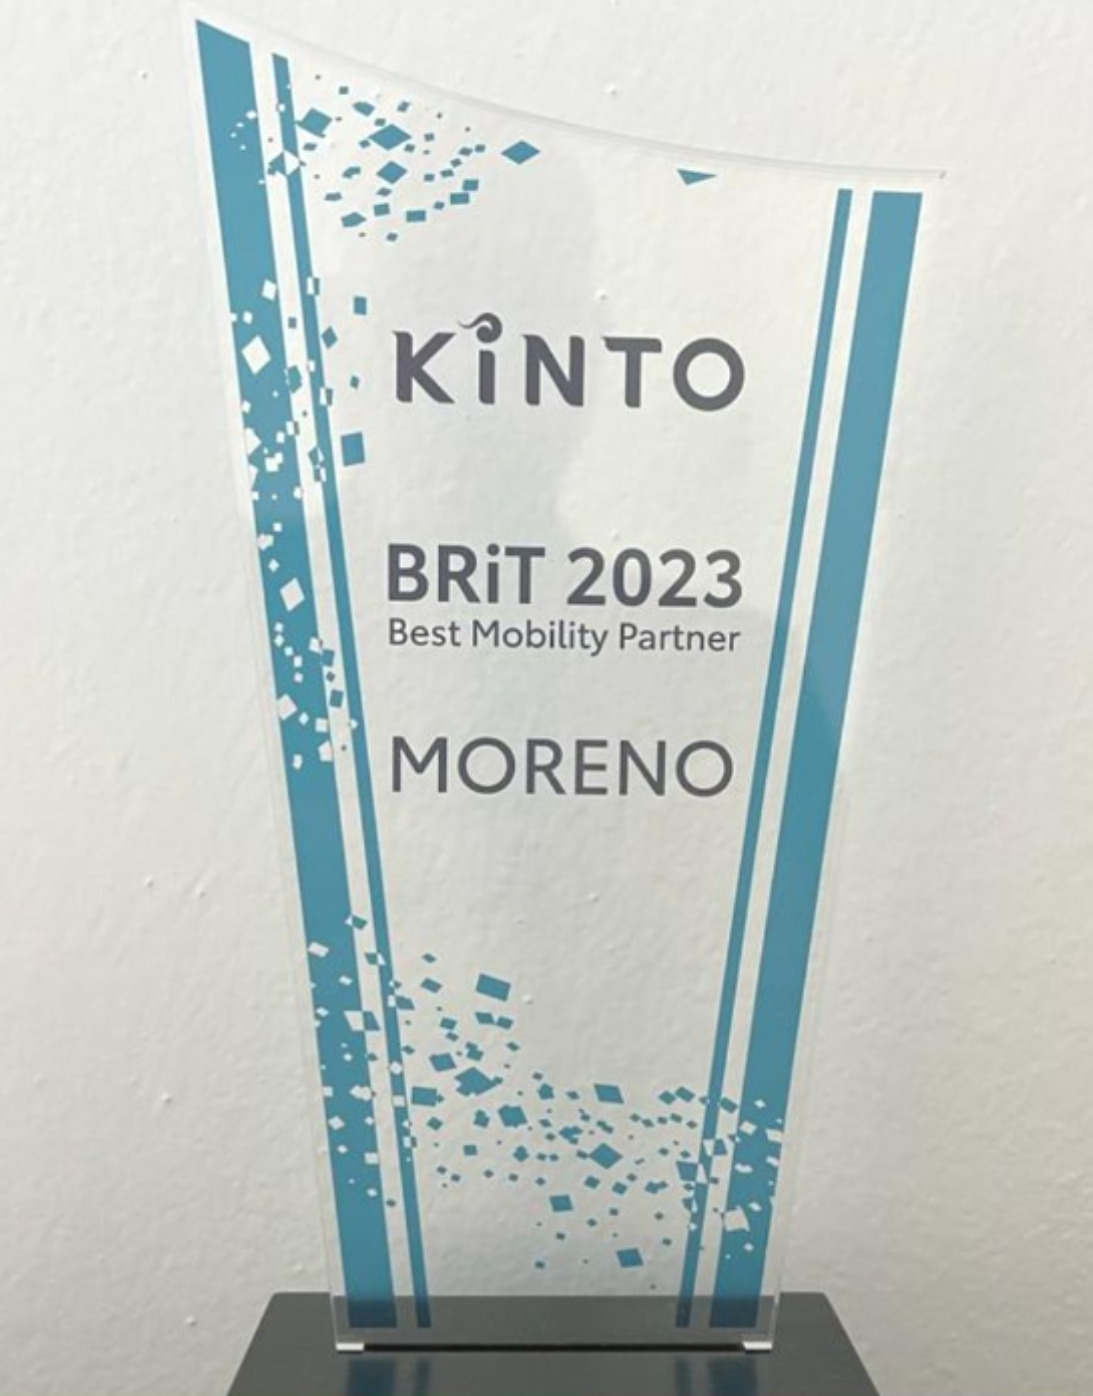 KiNTO
BRiT 2023
Best Mobility Partner
MORENO